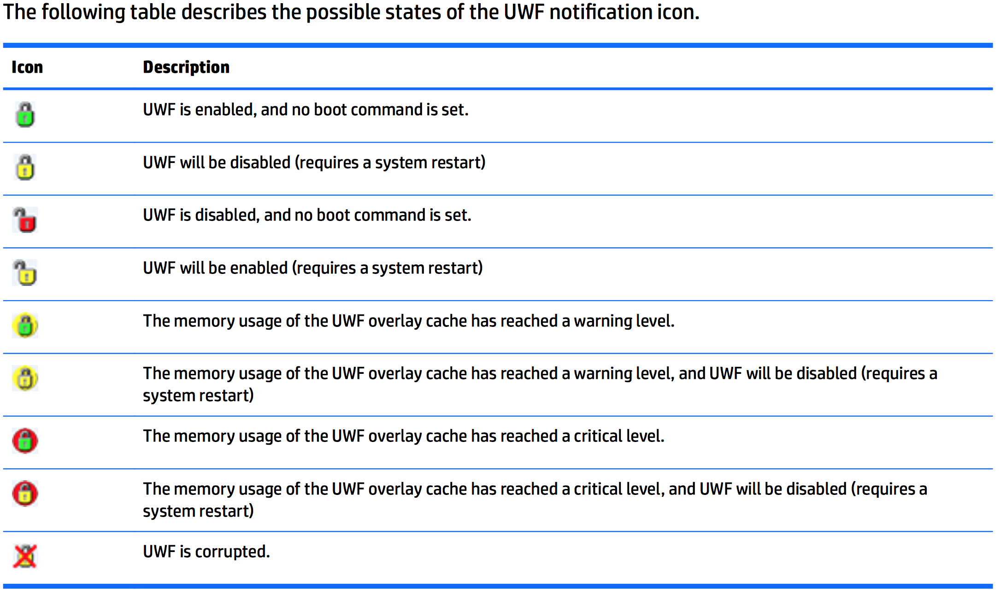 The following table describes the possible states of the UWF notification icon.
Icon Description
UWF is enabled, and no boot command is set.
UWF will be disabled (requires a system restart)
UWF is disabled, and no boot command is set.
UWF will be enabled (requires a system restart)
The memory usage of the UWF overlay cache has reached a warning level.
The memory usage of the UWF overlay cache has reached a warning level, and UWF will be disabled (requires a
system restart)
The memory usage of the UWF overlay cache has reached a critical level.
The memory usage of the UWF overlay cache has reached a critical level, and UWF will be disabled (requires a
system restart)
UWF is corrupted.